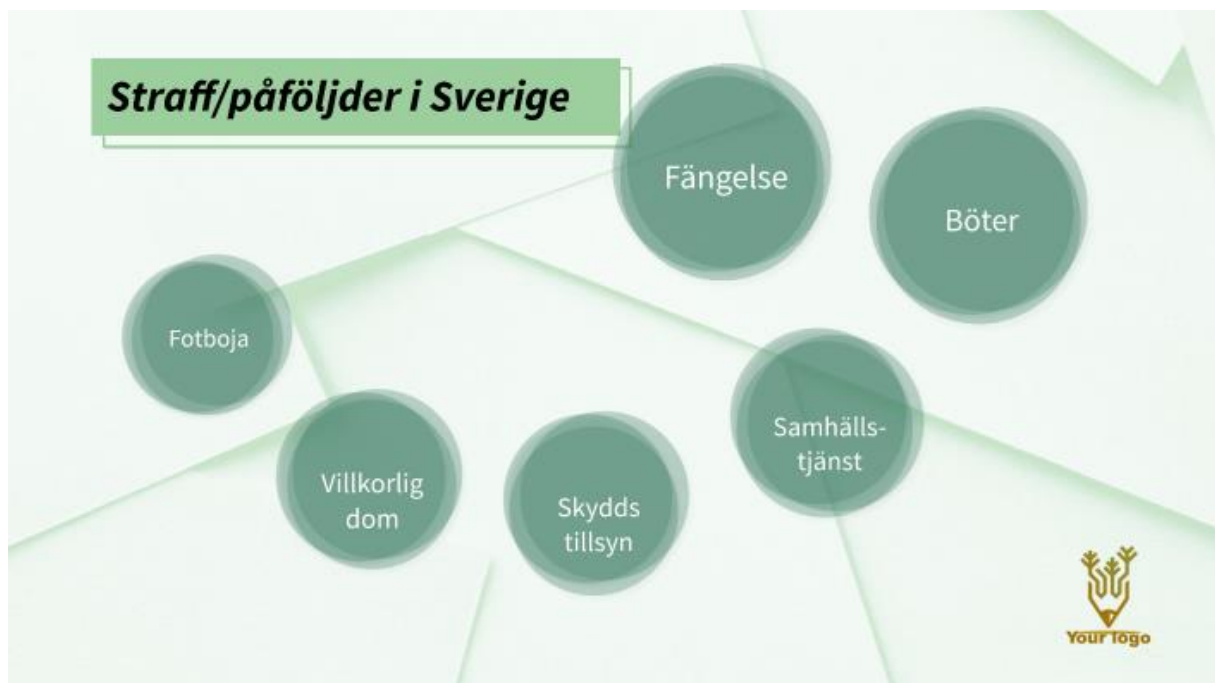 Straff/påföljder i Sverige
Fängelse
Böter
Fotboja
Samhälls-
tjänst
Villkorlig
dom
Skydds
tillsyn
Your logo